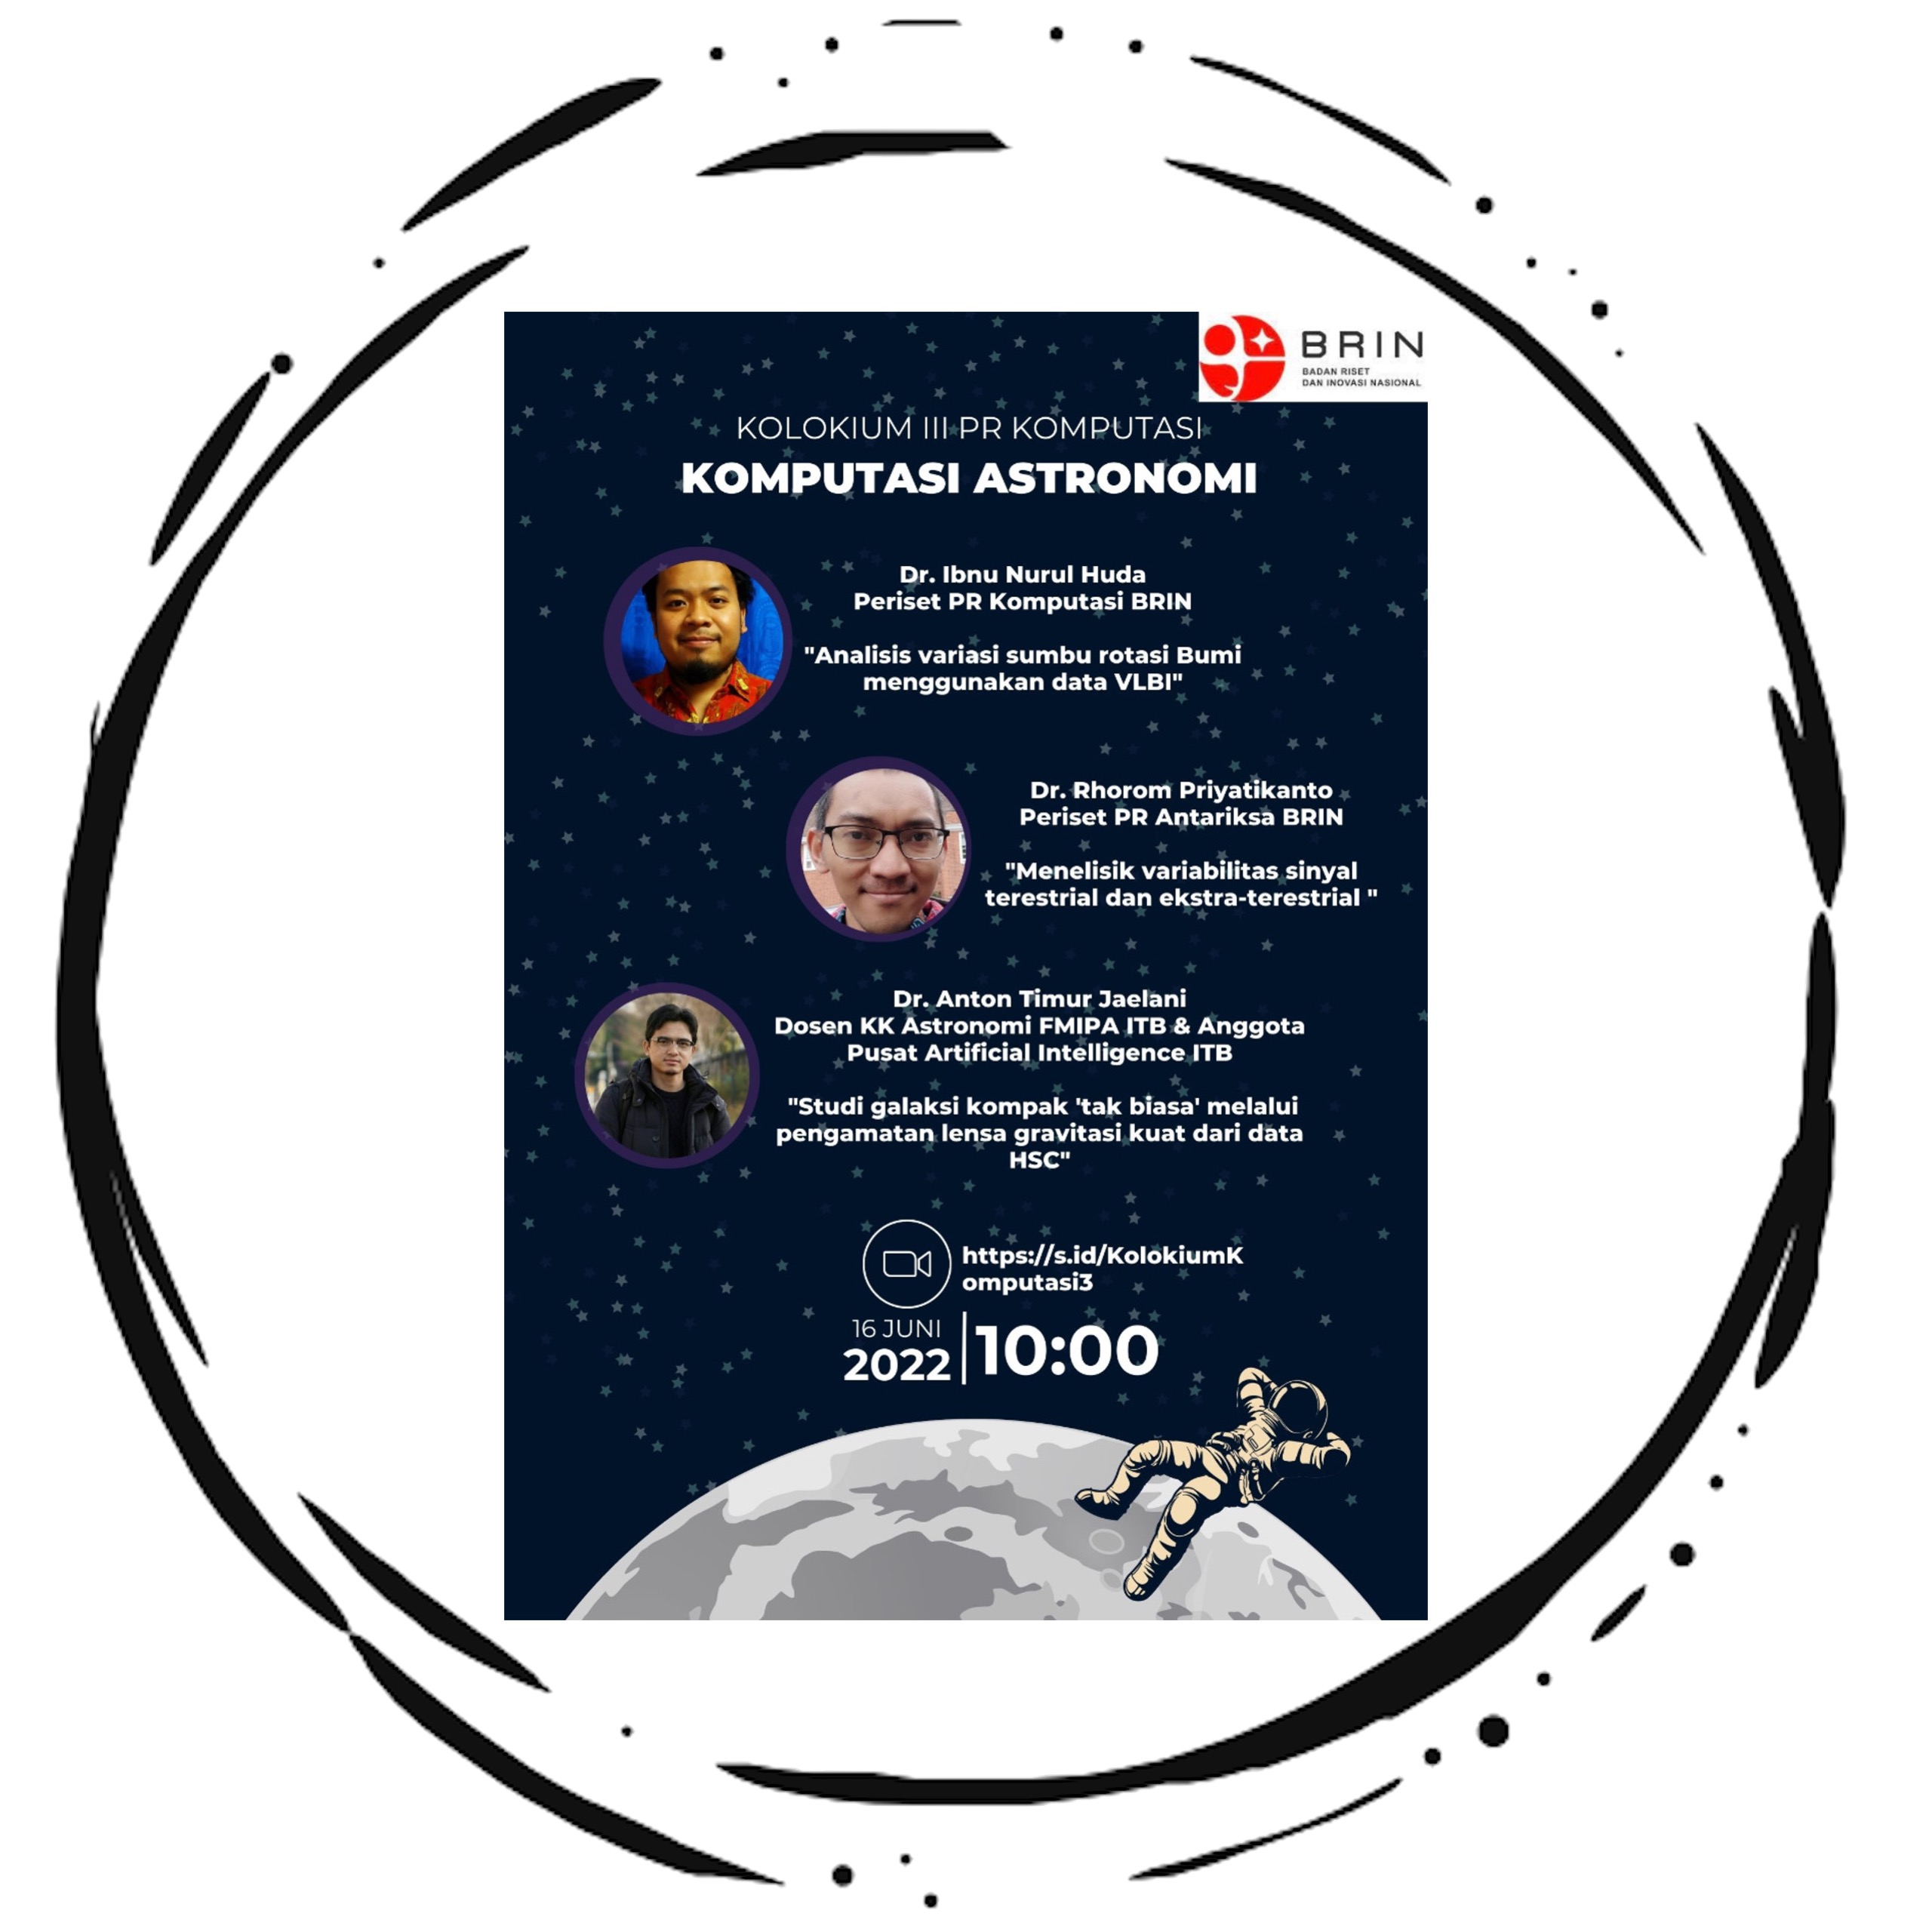 BRIN
BADAN RISET
DAN INOVASI NASIONAL
KOLOKIUM III PR KOMPUTASI
KOMPUTASI ASTRONOMI
Dr. Ibnu Nurul Huda
Periset PR Komputasi BRIN
"Analisis variasi sumbu rotasi Bumi
menggunakan data VLBI"
Dr. Rhorom Priyatikanto
Periset PR Antariksa BRIN
"Menelisik variabilitas sinyal
terestrial dan ekstra-terestrial "
Dr. Anton Timur Jaelani
Dosen KK Astronomi FMIPA ITB & Anggota
Pusat Artificial Intelligence ITB
"Studi galaksi kompak 'tak biasa' melalui
pengamatan lensa gravitasi kuat dari data
HSC"
https://s.id/KolokiumK
omputasi3
16 JUNI
2022
10:00